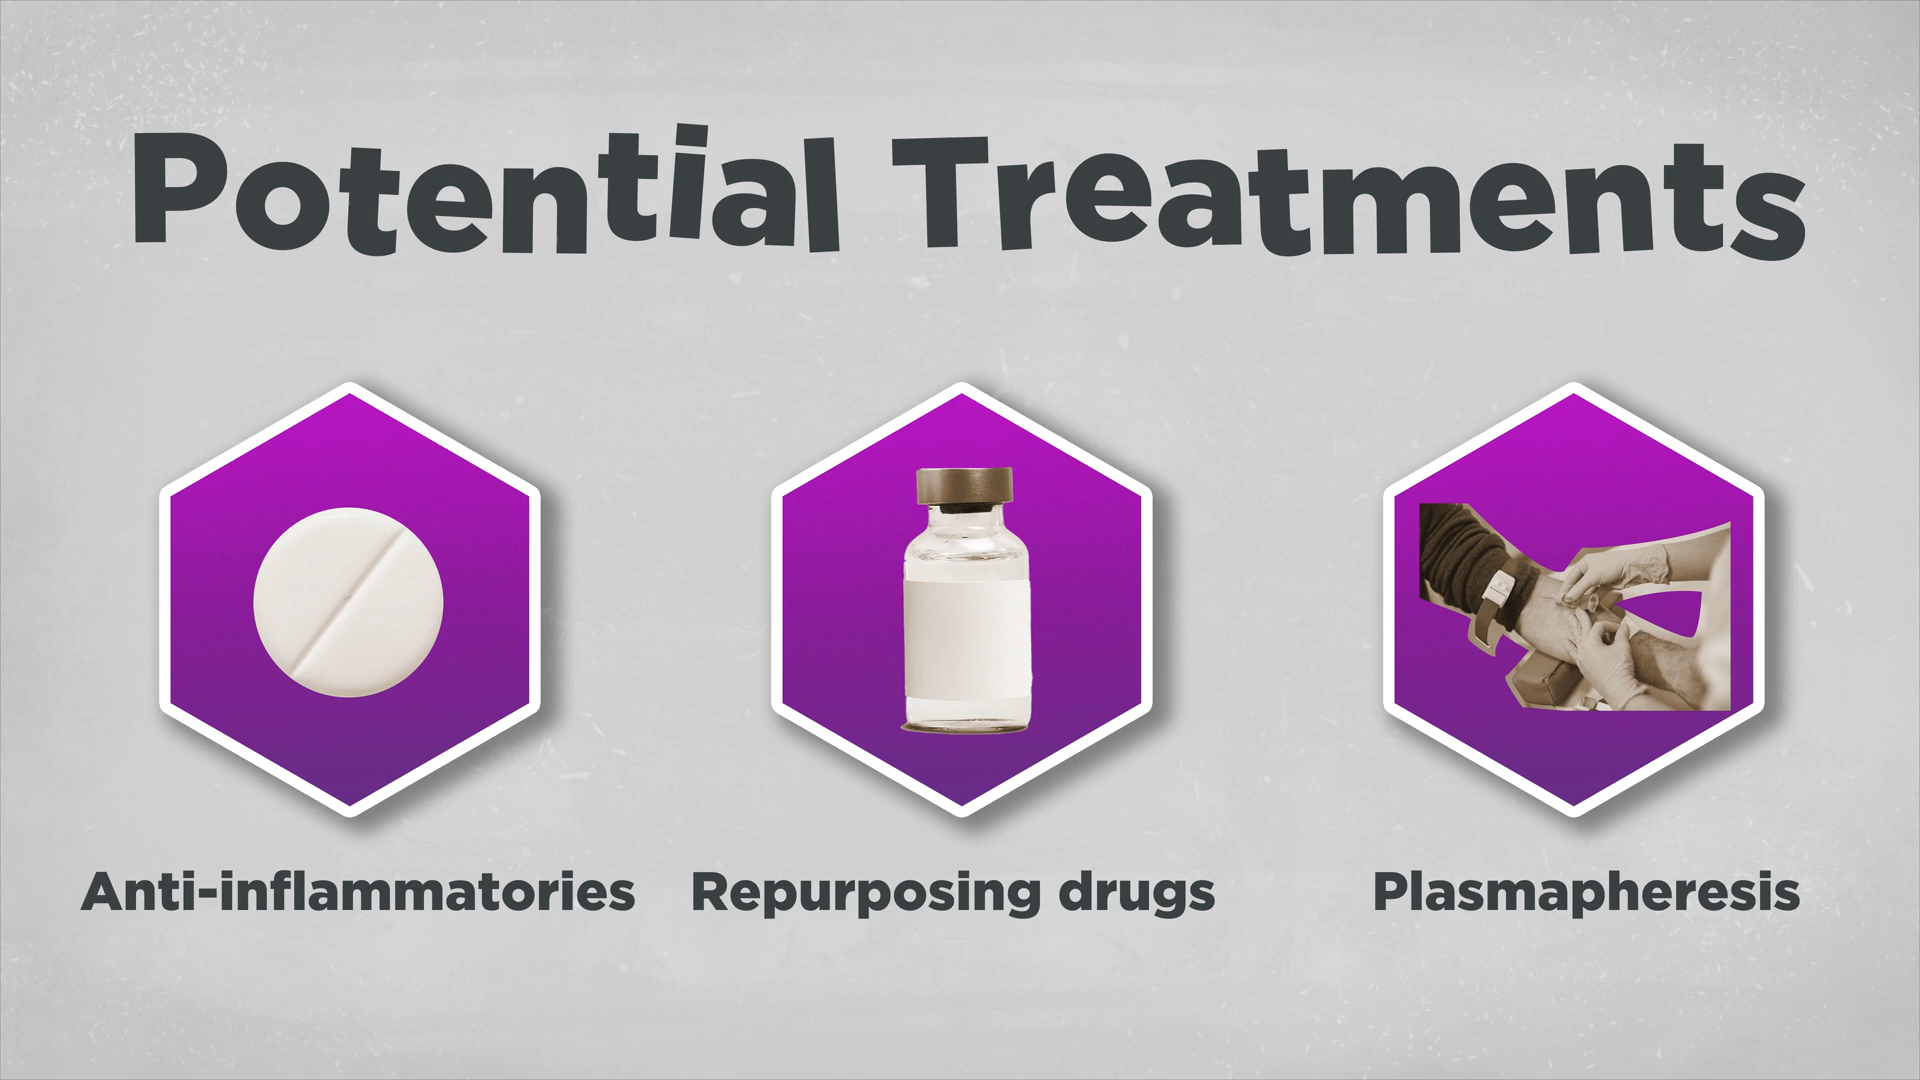 Potential Treatments
Anti-inflammatories
Repurposing drugs
Plasmapheresis